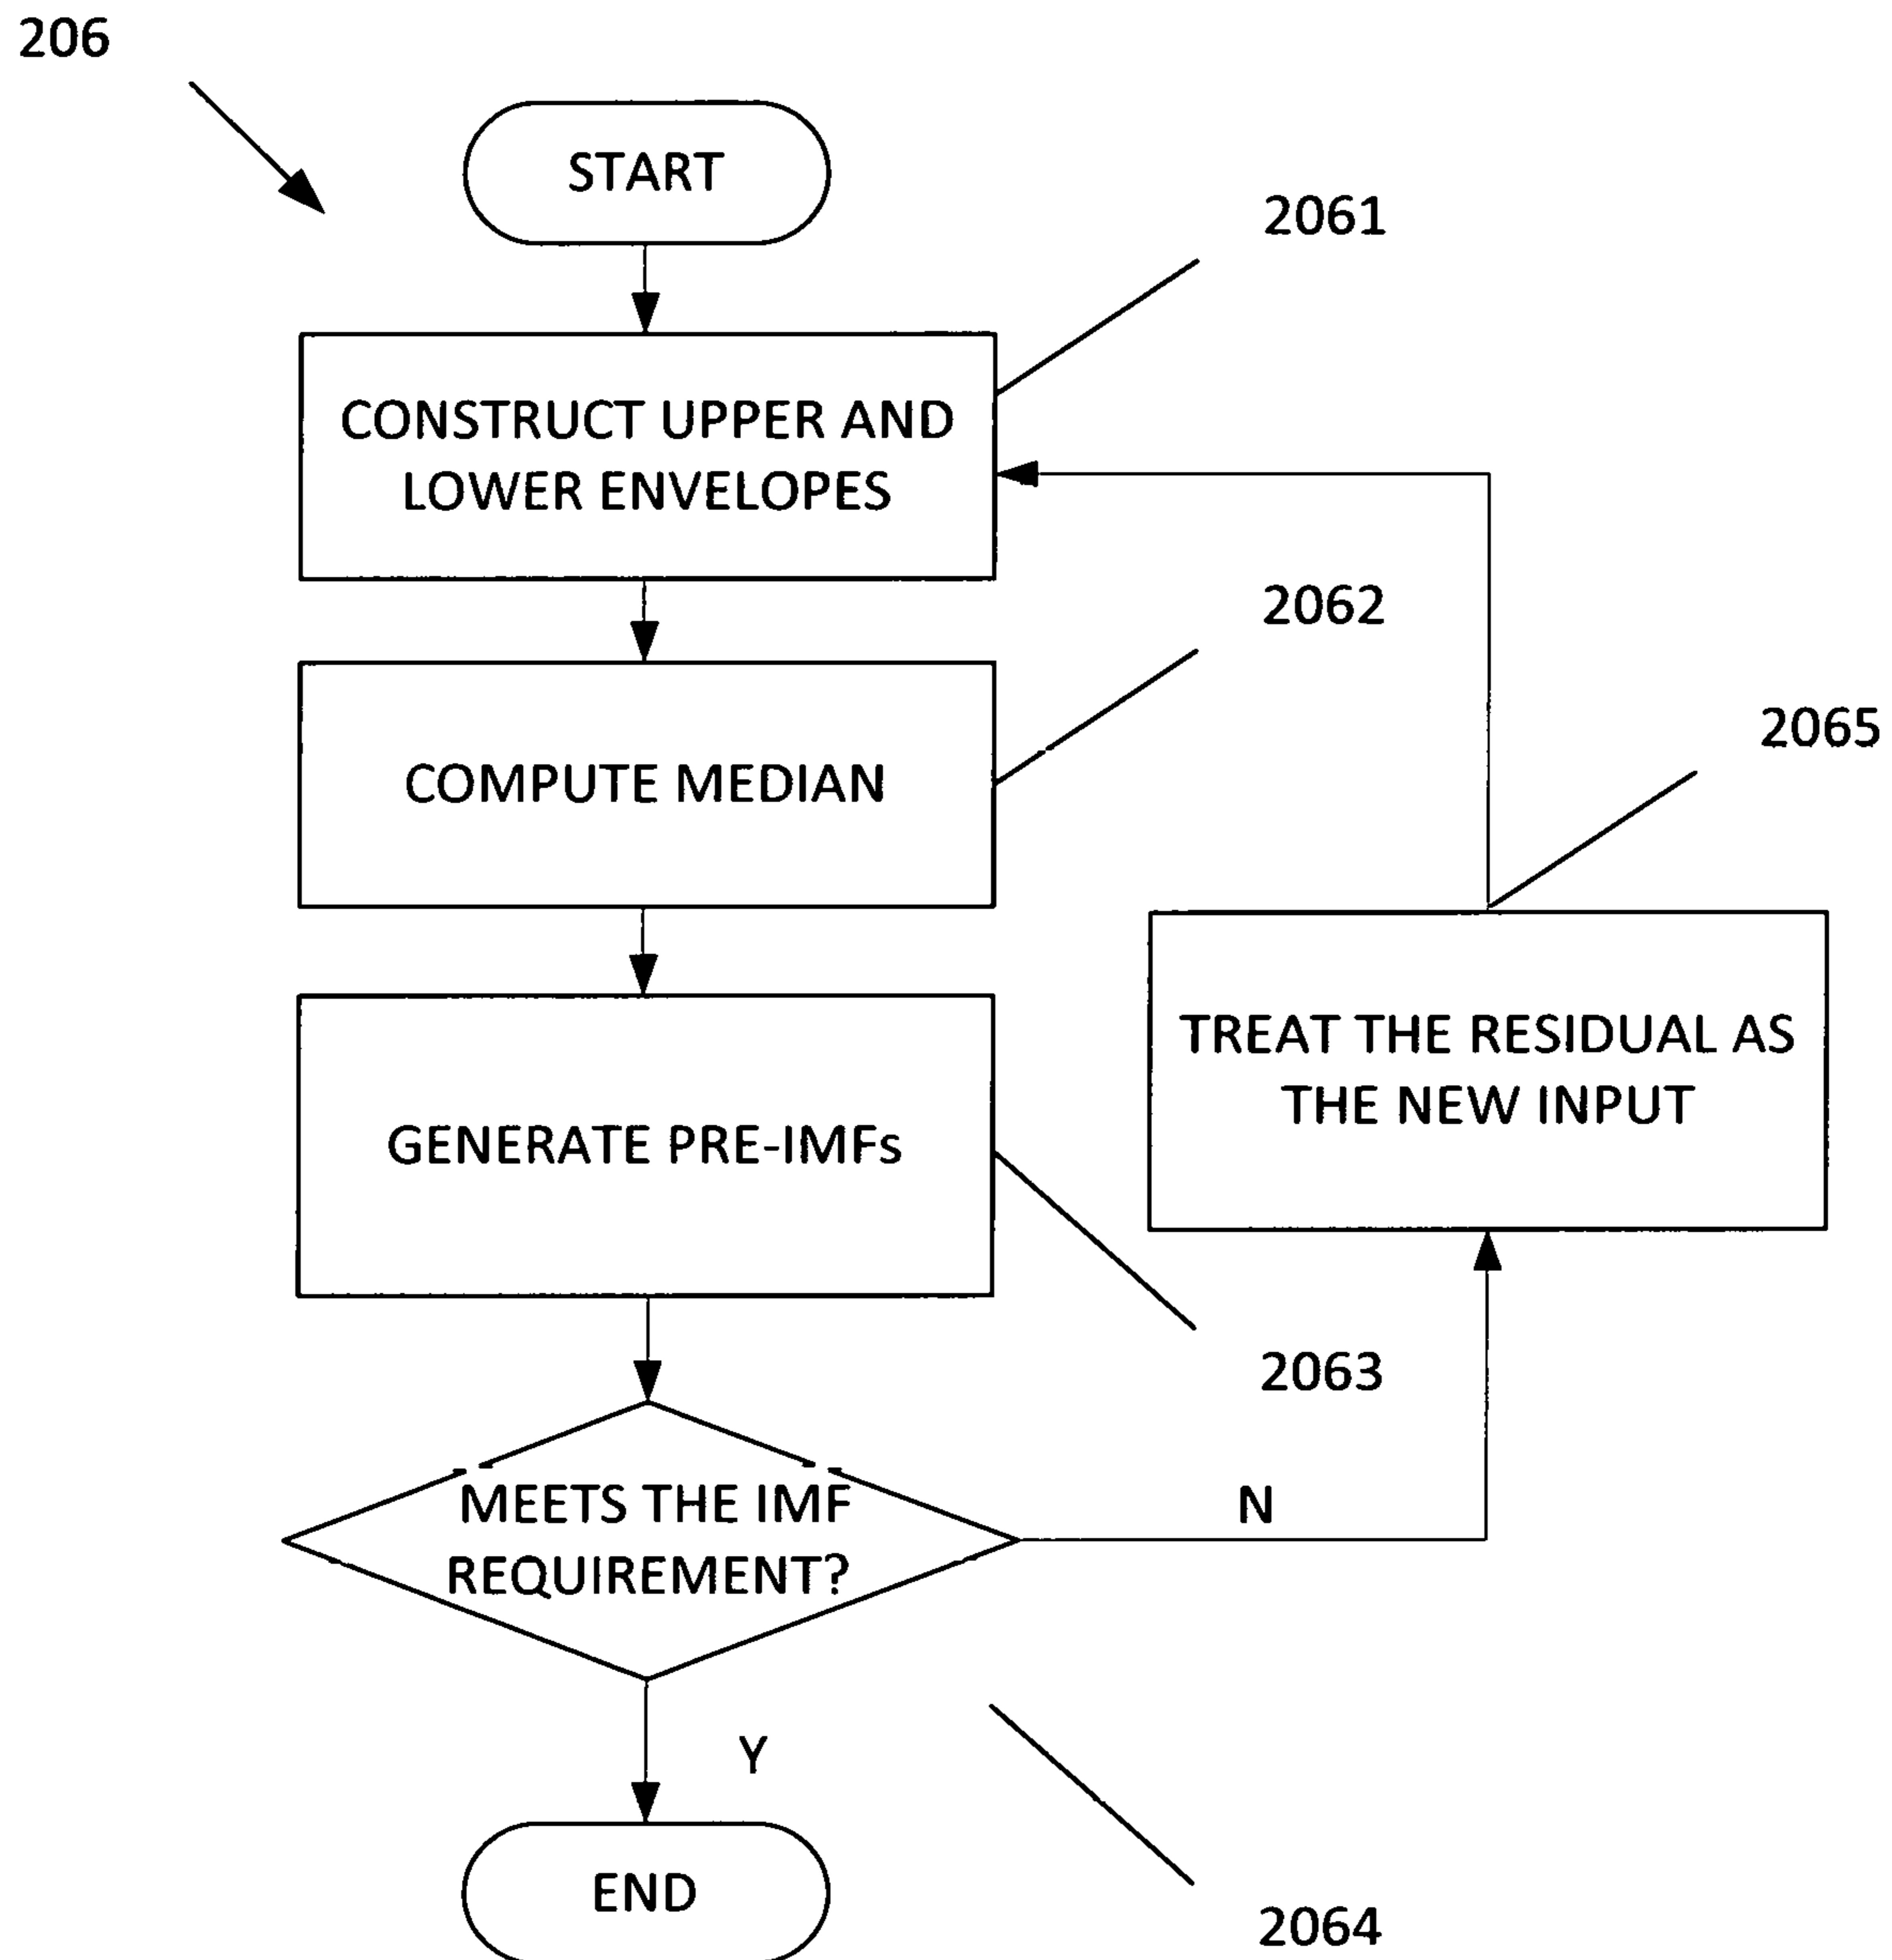 206
START
2061
CONSTRUCT UPPER AND
LOWER ENVELOPES
2062
COMPUTE MEDIAN
2065
TREAT THE RESIDUAL AS
THE NEW INPUT
GENERATE PRE-IMFs
2063
MEETS THE IMF
REQUIREMENT?
N
Y
END
2064